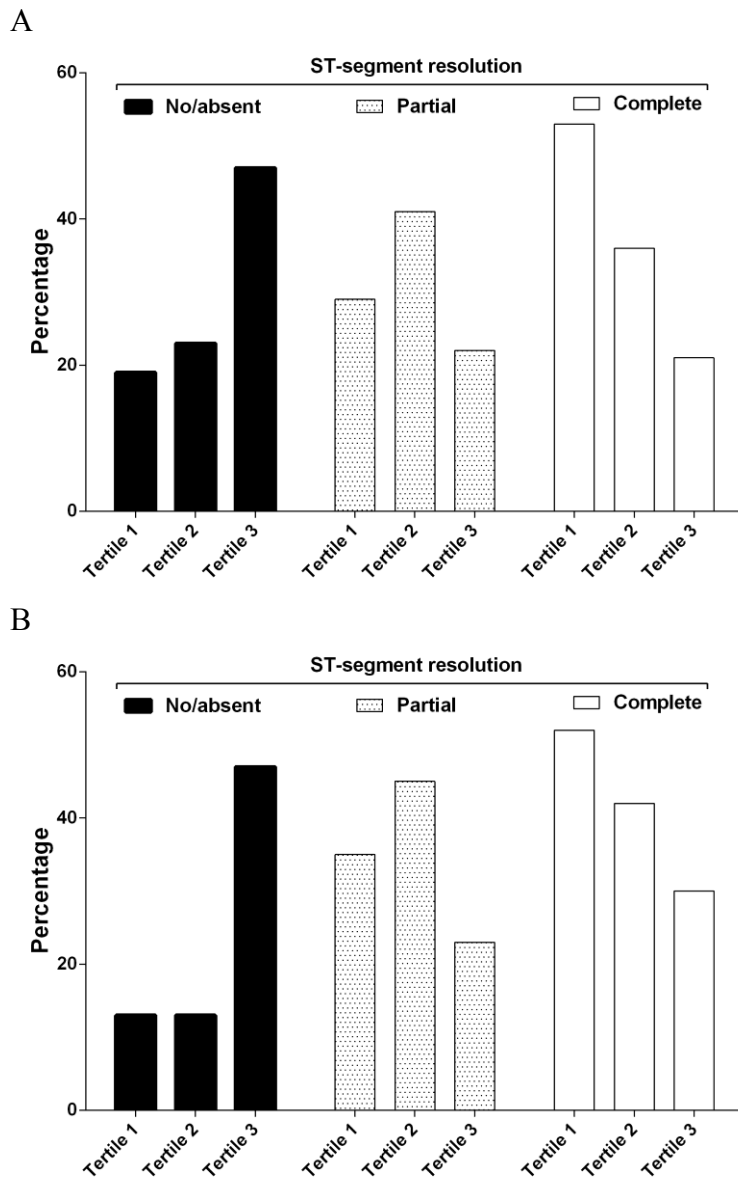 A
ST-segment resolution
No/absent Partial Complete
60
40
20
0
Percentage
Tertile 1 Tertile 2 Tertile 3 Tertile 1 Tertile 2 Tertile 3 Tertile 1 Tertile 2 Tertile 3
B
ST-segment resolution
No/absent Partial Complete
60
40
20
0
Percentage
Tertile 1 Tertile 2 Tertile 3 Tertile 1 Tertile 2 Tertile 3 Tertile 1 Tertile 2 Tertile 3